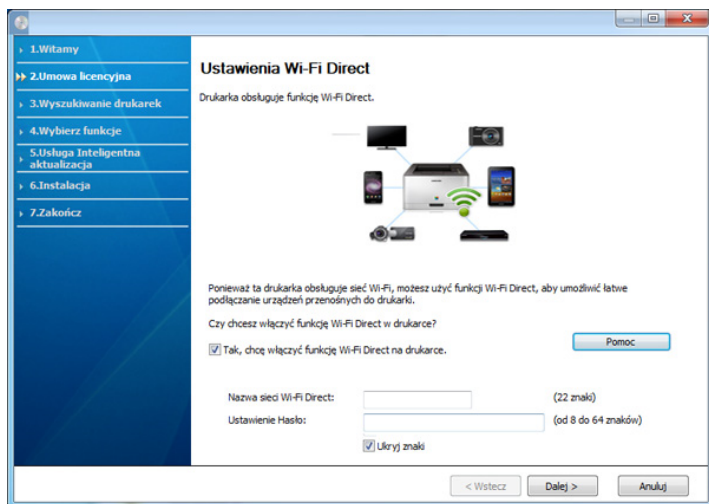 1.Witamy
2.Umowa licencyjna
3.Wyszukiwanie drukarek
4.Wybierz funkcje
5.Usługa Inteligentna
aktualizacja
6.Instalacja
7.Zakończ
Ustawienia Wi-Fi Direct
Drukarka obsługuje funkcję Wi-Fi Direct.
Ponieważ ta drukarka obsługuje sieć Wi-Fi, możesz użyć funkcji Wi-Fi Direct, aby umożliwić łatwe
podłączanie urządzeń przenośnych do drukarki.
Czy chcesz włączyć funkcję Wi-Fi Direct w drukarce?
Tak, chcę włączyć funkcję Wi-Fi Direct na drukarce.
Pomoc
Nazwa sieci Wi-Fi Direct: (22 znaki)
Ustawienie Hasło: (od 8 do 64 znaków)
Ukryj znaki
< Wstecz Dalej > Anuluj